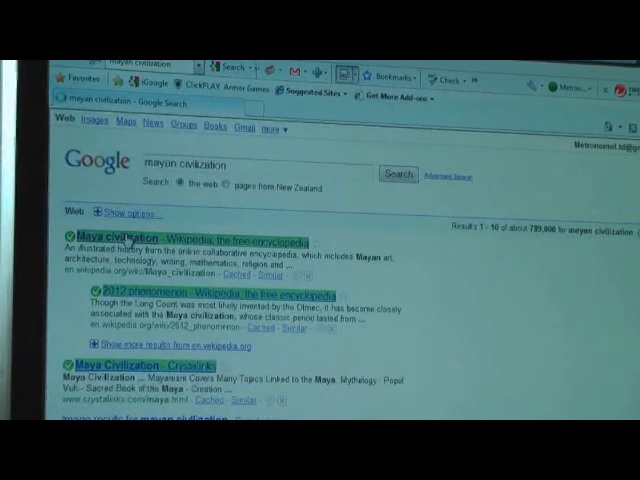 mayan civilization
Search
Bookmarks
Check
Favorites iGoogle ClickPLAY Armor Games Suggested Sites Get More Add-ons
mayan civilization - Google Search
Web Images Maps News Groups Books Gmail more
Google mayan civilization Search Advanced Search
Search: the web pages from New Zealand
Web Show options... Results 1 - 10 of about 789,000 for mayan civilization
Maya civilization - Wikipedia, the free encyclopedia
An illustrated history from the online collaborative encyclopedia, which includes Mayan art,
architecture, technology, writing, mathematics, religion and ...
en.wikipedia.org/wiki/Maya_civilization - Cached - Similar
2012 phenomenon - Wikipedia, the free encyclopedia
Though the Long Count was most likely invented by the Olmec, it has become closely
associated with the Maya civilization, whose classic period lasted from ...
en.wikipedia.org/wiki/2012_phenomenon - Cached - Similar
Show more results from en.wikipedia.org
Maya Civilization - Crystalinks
Maya Civilization ... Mayanism Covers Many Topics Linked to the Maya. Mythology - Popol
Vuh - Sacred Book of the Maya - Creation ...
www.crystalinks.com/maya.html - Cached - Similar
Image results for mayan civilization